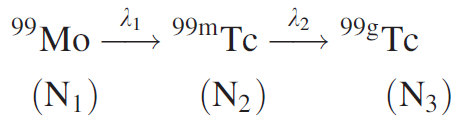 ⁹⁹Mo —λ₁→ ⁹⁹ᵐTc —λ₂→ ⁹⁹ᵍTc
(N₁) (N₂) (N₃)